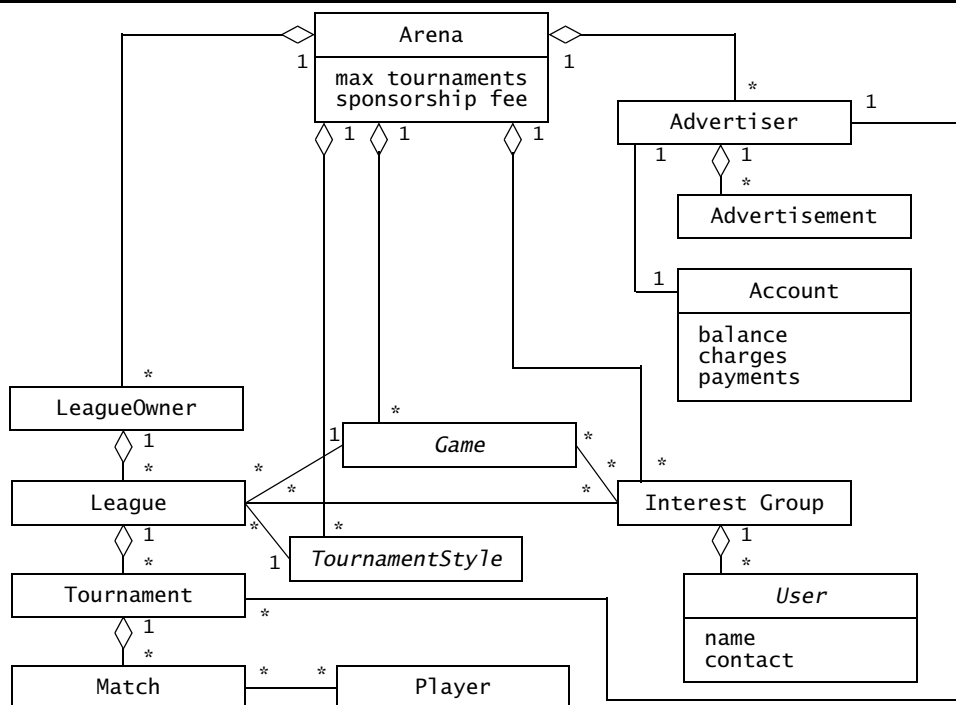 Arena
1
1
max tournaments
sponsorship fee
*
1
Advertiser
1
1
1
1
1
*
Advertisement
1
Account
balance
charges
payments
*
LeagueOwner
1
*
Game
1
*
*
*
*
*
*
League
Interest Group
*
*
1
TournamentStyle
1
1
*
*
Tournament
*
User
name
contact
1
*
*
*
Match
Player